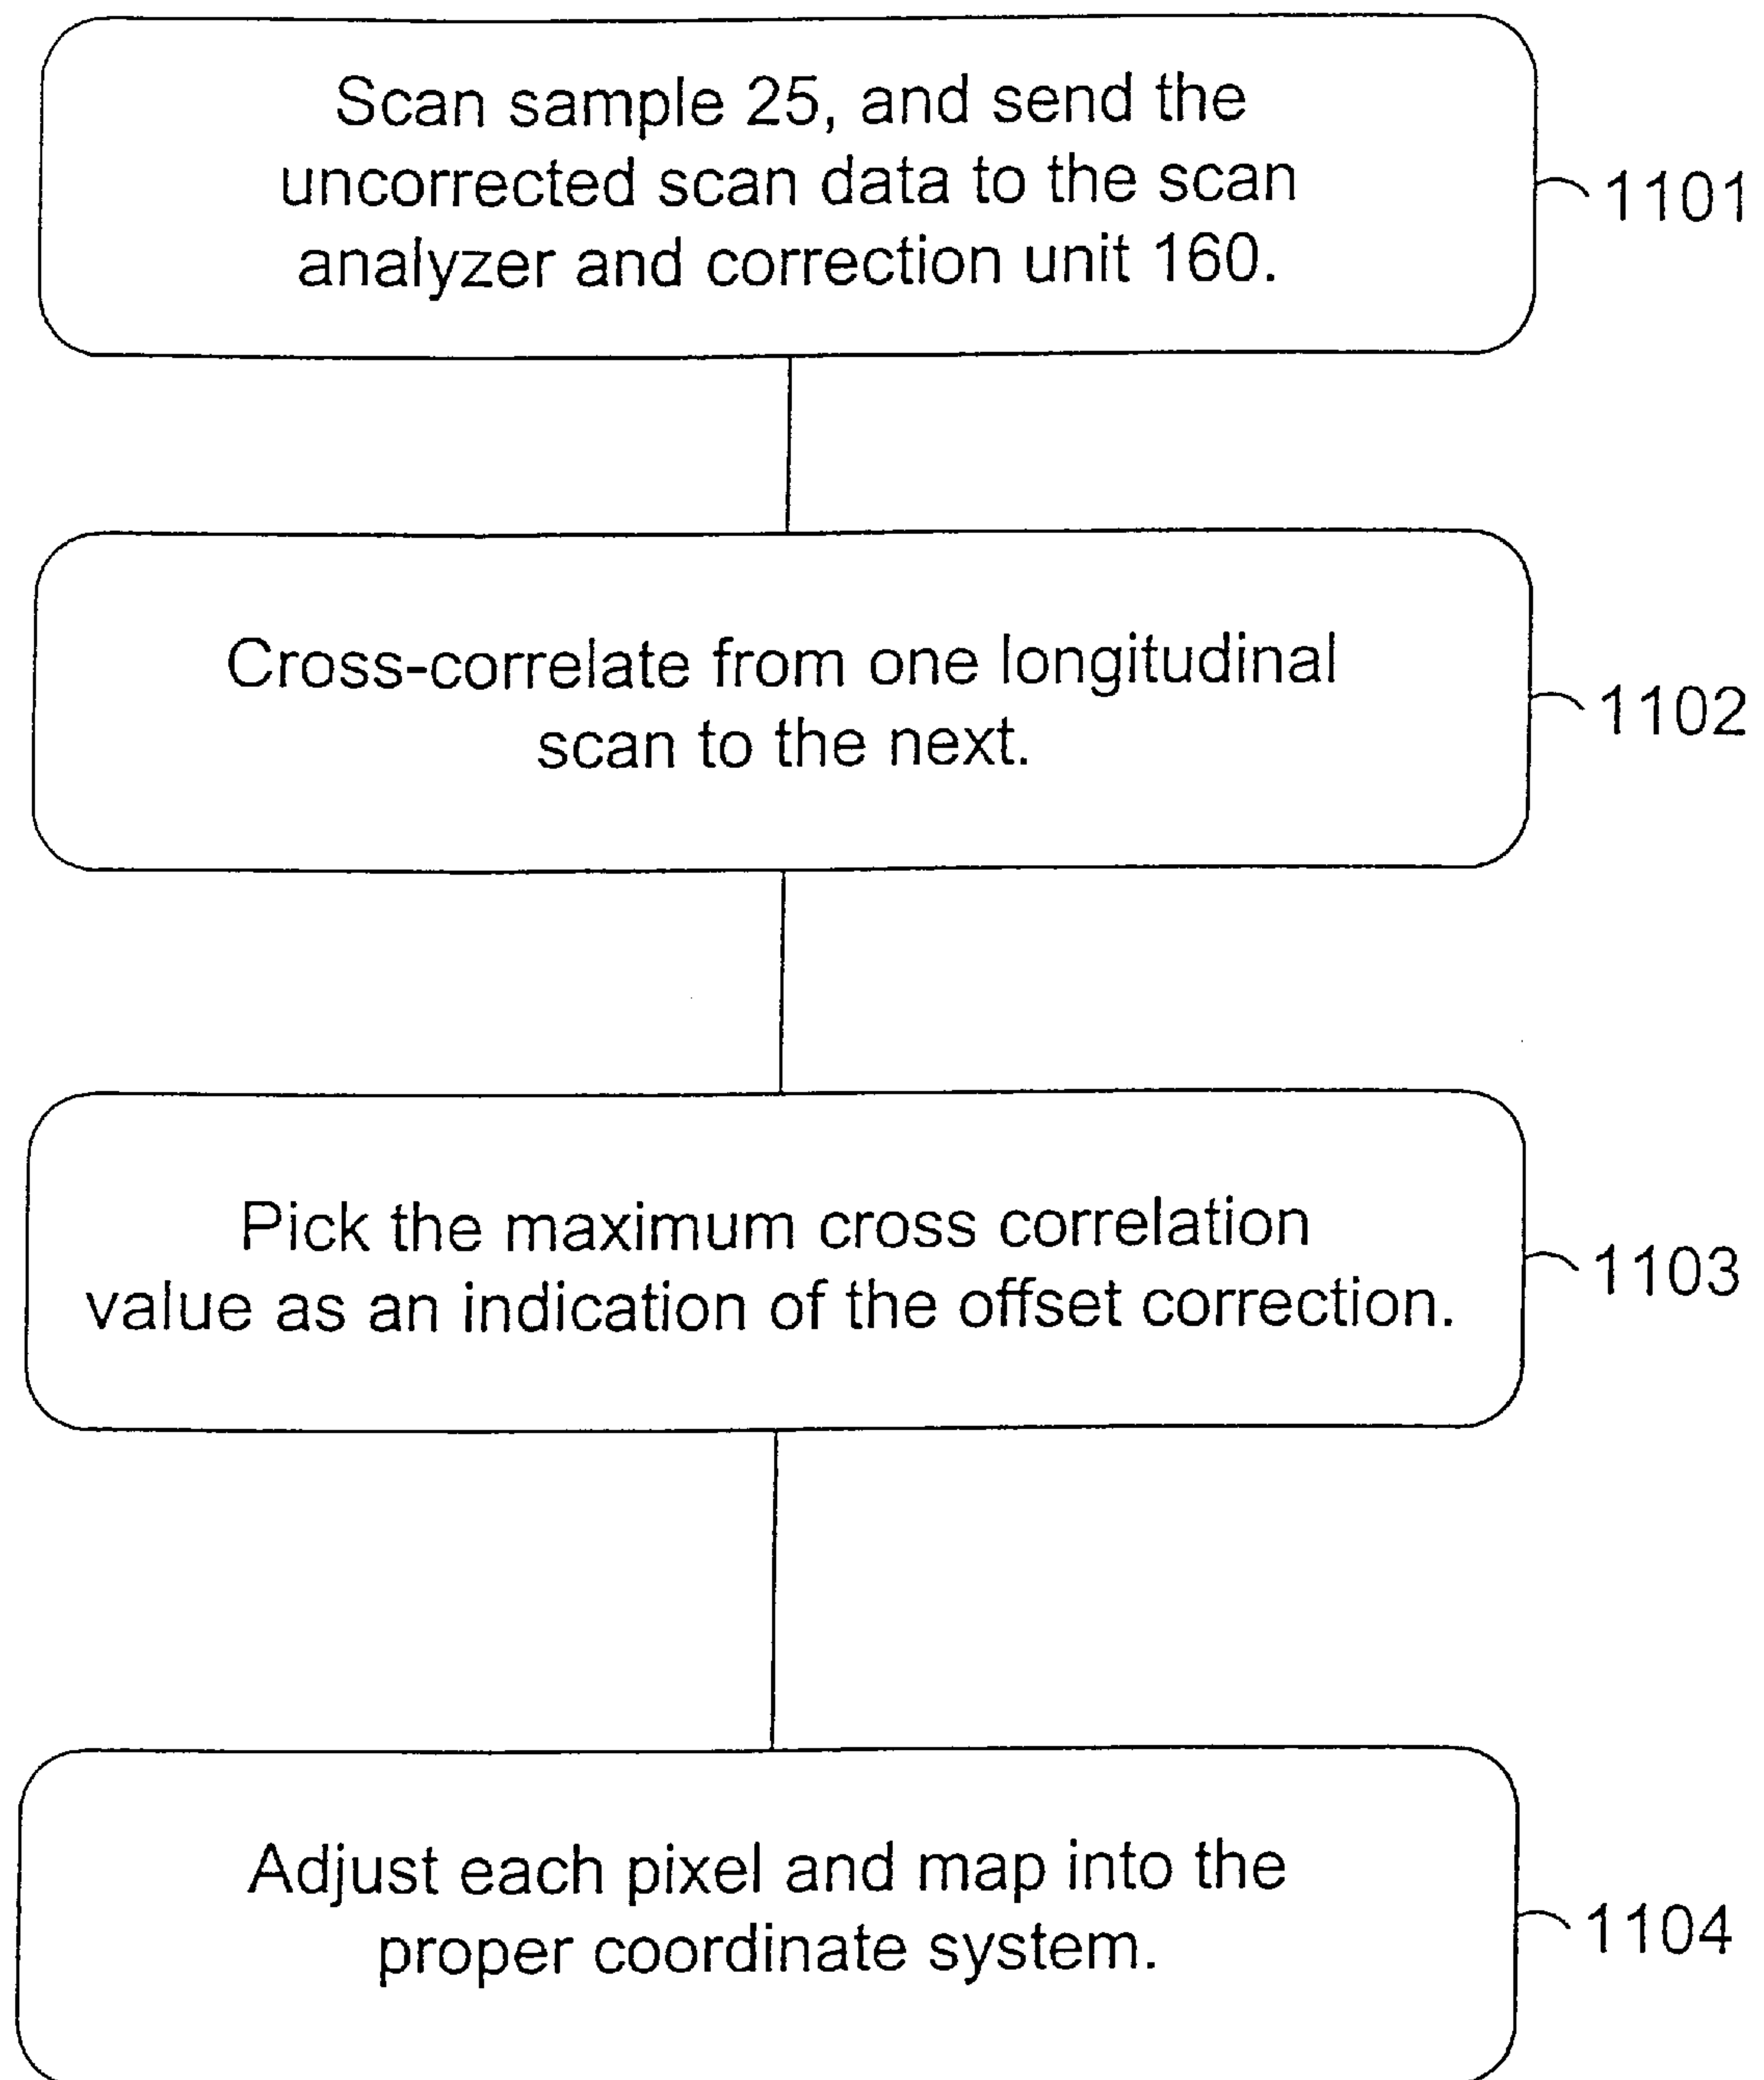 Scan sample 25, and send the
uncorrected scan data to the scan
analyzer and correction unit 160.
1101
Cross-correlate from one longitudinal
scan to the next.
1102
Pick the maximum cross correlation
value as an indication of the offset correction.
1103
Adjust each pixel and map into the
proper coordinate system.
1104